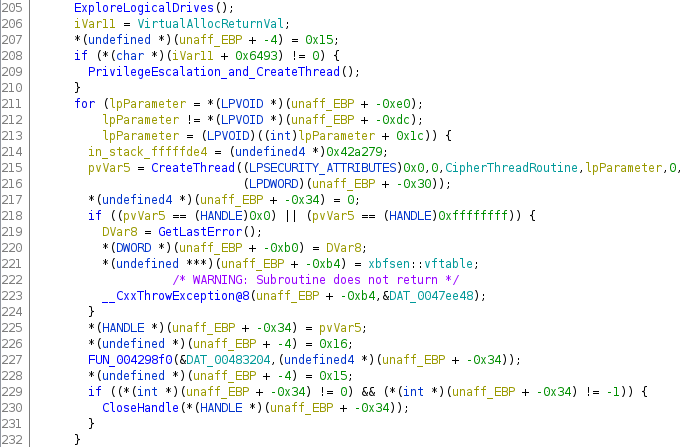 205 ExploreLogicalDrives();
206 iVar11 = VirtualAllocReturnVal;
207 *(undefined *)(unaff_EBP + -4) = 0x15;
208 if (*(char *)(iVar11 + 0x6493) != 0) {
209 PrivilegeEscalation_and_CreateThread();
210 }
211 for (lpParameter = *(LPVOID *)(unaff_EBP + -0xe0);
212 lpParameter != *(LPVOID *)(unaff_EBP + -0xdc);
213 lpParameter = (LPVOID)((int)lpParameter + 0x1c)) {
214 in_stack_fffffde4 = (undefined4 *)0x42a279;
215 pvVar5 = CreateThread((LPSECURITY_ATTRIBUTES)0x0,0,CipherThreadRoutine,lpParameter,0,
216 (LPDWORD)(unaff_EBP + -0x30));
217 *(undefined4 *)(unaff_EBP + -0x34) = 0;
218 if ((pvVar5 == (HANDLE)0x0) || (pvVar5 == (HANDLE)0xffffffff)) {
219 DVar8 = GetLastError();
220 *(DWORD *)(unaff_EBP + -0xb0) = DVar8;
221 *(undefined ***)(unaff_EBP + -0xb4) = xbfsen::vftable;
222 /* WARNING: Subroutine does not return */
223 __CxxThrowException@8(unaff_EBP + -0xb4,&DAT_0047ee48);
224 }
225 *(HANDLE *)(unaff_EBP + -0x34) = pvVar5;
226 *(undefined *)(unaff_EBP + -4) = 0x16;
227 FUN_004298f0(&DAT_00483204,(undefined4 *)(unaff_EBP + -0x34));
228 *(undefined *)(unaff_EBP + -4) = 0x15;
229 if ((*(int *)(unaff_EBP + -0x34) != 0) && (*(int *)(unaff_EBP + -0x34) != -1)) {
230 CloseHandle(*(HANDLE *)(unaff_EBP + -0x34));
231 }
232 }